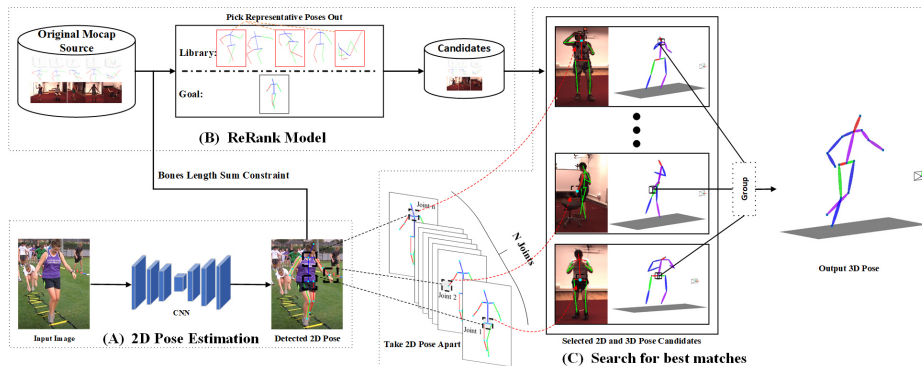 Pick Representative Poses Out
Original Mocap
Source
Library:
Goal:
Candidates
(B) ReRank Model
Bones Length Sum Constraint
Input Image
CNN
Detected 2D Pose
(A) 2D Pose Estimation
Joint n
Joint 2
Joint 1
N Joints
Take 2D Pose Apart
Selected 2D and 3D Pose Candidates
(C) Search for best matches
Group
Output 3D Pose